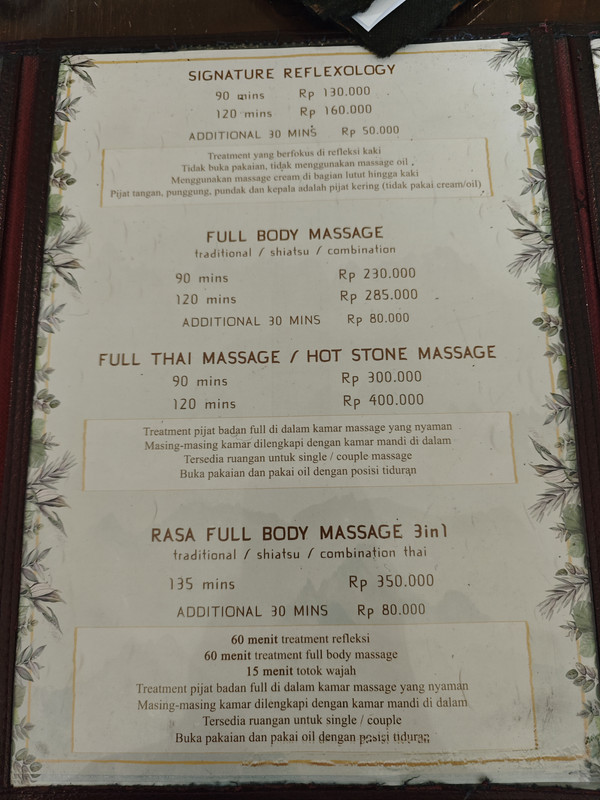 SIGNATURE REFLEXOLOGY
90 mins Rp 130.000
120 mins Rp 160.000
ADDITIONAL 30 MINS Rp 50.000
Treatment yang berfokus di refleksi kaki
Tidak buka pakaian, tidak menggunakan massage oil
Menggunakan massage cream di bagian lutut hingga kaki
Pijat tangan, punggung, pundak dan kepala adalah pijat kering (tidak pakai cream/oil)
FULL BODY MASSAGE
traditional / shiatsu / combination
90 mins Rp 230.000
120 mins Rp 285.000
ADDITIONAL 30 MINS Rp 80.000
FULL THAI MASSAGE / HOT STONE MASSAGE
90 mins Rp 300.000
120 mins Rp 400.000
Treatment pijat badan full di dalam kamar massage yang nyaman
Masing-masing kamar dilengkapi dengan kamar mandi di dalam
Tersedia ruangan untuk single / couple massage
Buka pakaian dan pakai oil dengan posisi tiduran
RASA FULL BODY MASSAGE 3in1
traditional / shiatsu / combination thai
135 mins Rp 350.000
ADDITIONAL 30 MINS Rp 80.000
60 menit treatment refleksi
60 menit treatment full body massage
15 menit totok wajah
Treatment pijat badan full di dalam kamar massage yang nyaman
Masing-masing kamar dilengkapi dengan kamar mandi di dalam
Tersedia ruangan untuk single / couple
Buka pakaian dan pakai oil dengan posisi tiduran